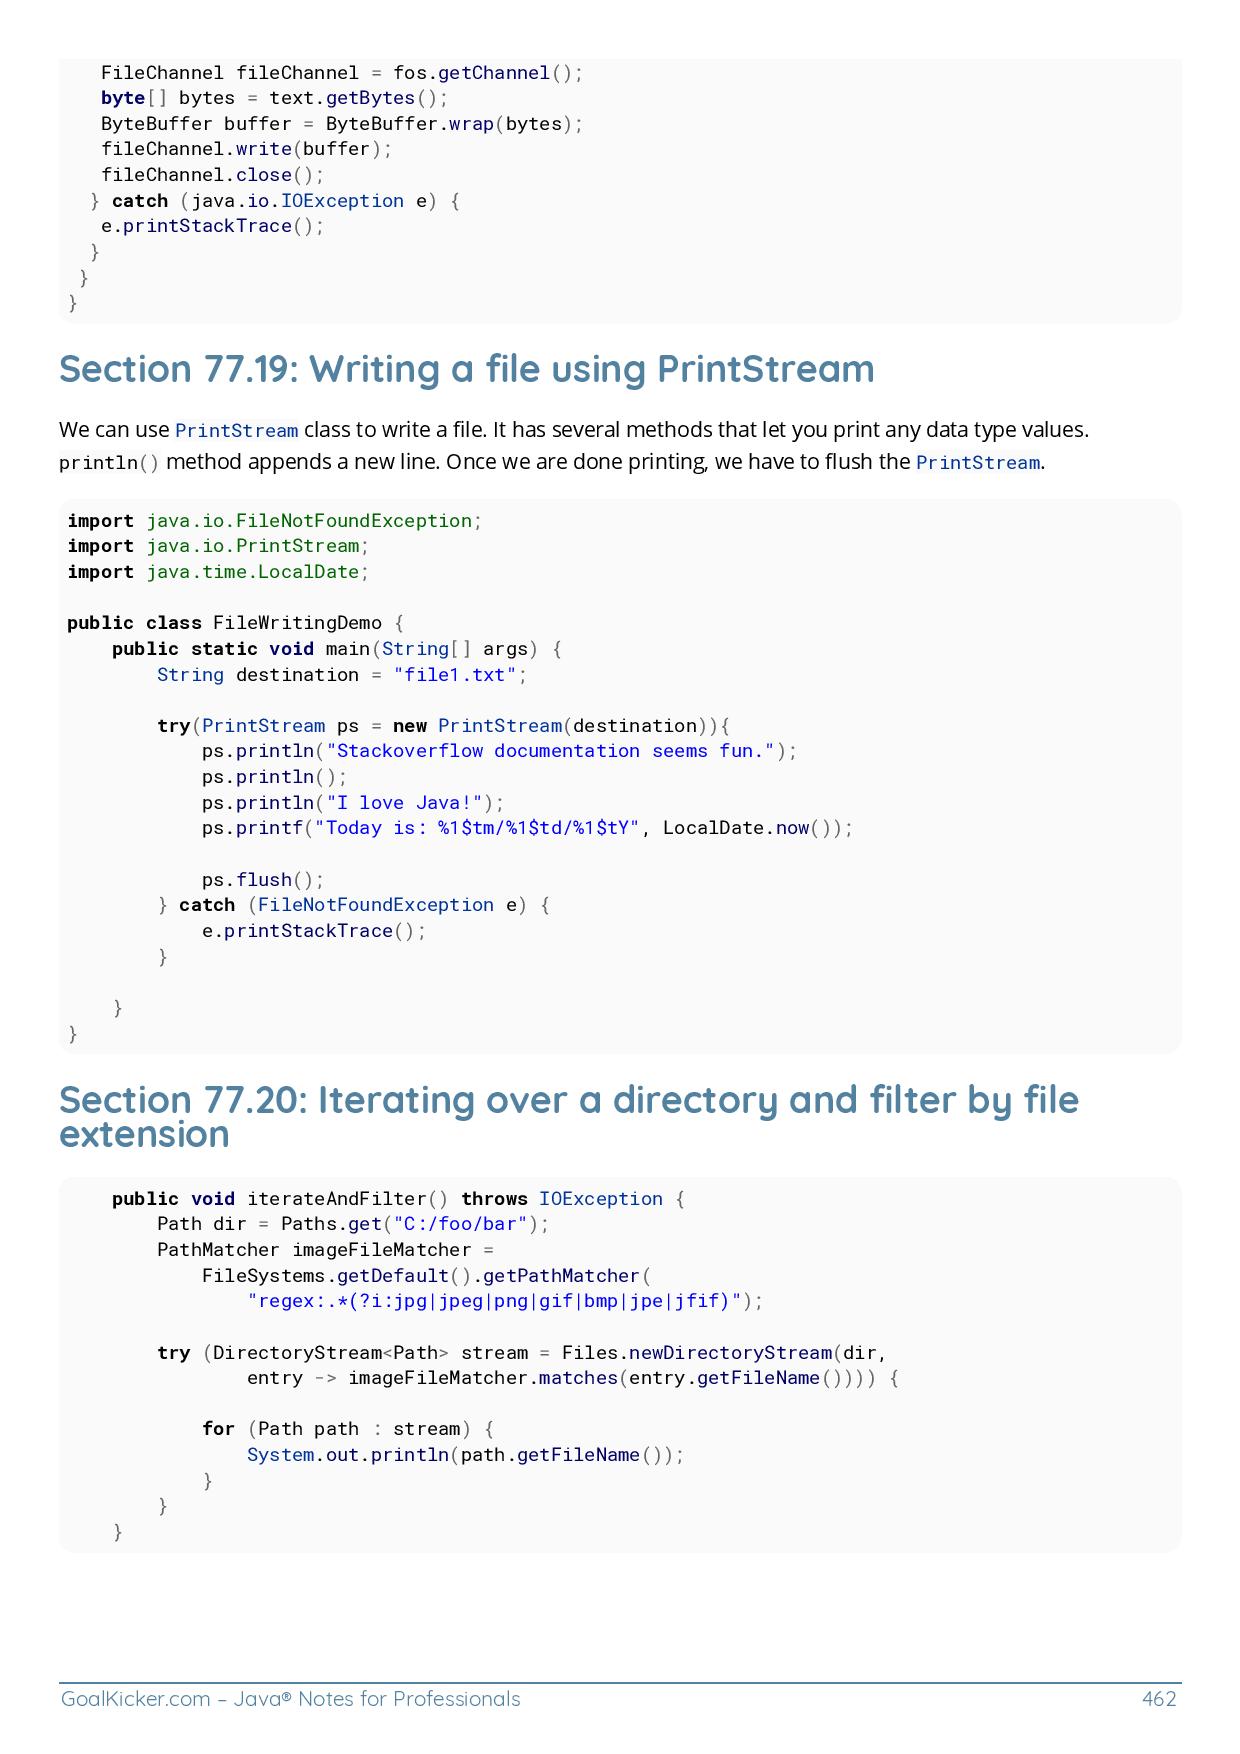 FileChannel fileChannel = fos.getChannel();
   byte[] bytes = text.getBytes();
   ByteBuffer buffer = ByteBuffer.wrap(bytes);
   fileChannel.write(buffer);
   fileChannel.close();
  } catch (java.io.IOException e) {
   e.printStackTrace();
  }
 }
}
Section 77.19: Writing a file using PrintStream
We can use PrintStream class to write a file. It has several methods that let you print any data type values.
println() method appends a new line. Once we are done printing, we have to flush the PrintStream.
import java.io.FileNotFoundException;
import java.io.PrintStream;
import java.time.LocalDate;

public class FileWritingDemo {
    public static void main(String[] args) {
        String destination = "file1.txt";

        try(PrintStream ps = new PrintStream(destination)){
            ps.println("Stackoverflow documentation seems fun.");
            ps.println();
            ps.println("I love Java!");
            ps.printf("Today is: %1$tm/%1$td/%1$tY", LocalDate.now());

            ps.flush();
        } catch (FileNotFoundException e) {
            e.printStackTrace();
        }

    }
}
Section 77.20: Iterating over a directory and filter by file
extension
    public void iterateAndFilter() throws IOException {
        Path dir = Paths.get("C:/foo/bar");
        PathMatcher imageFileMatcher =
            FileSystems.getDefault().getPathMatcher(
                "regex:.*(?i:jpg|jpeg|png|gif|bmp|jpe|jfif)");

        try (DirectoryStream<Path> stream = Files.newDirectoryStream(dir,
                entry -> imageFileMatcher.matches(entry.getFileName()))) {

            for (Path path : stream) {
                System.out.println(path.getFileName());
            }
        }
    }
GoalKicker.com – Java® Notes for Professionals
462